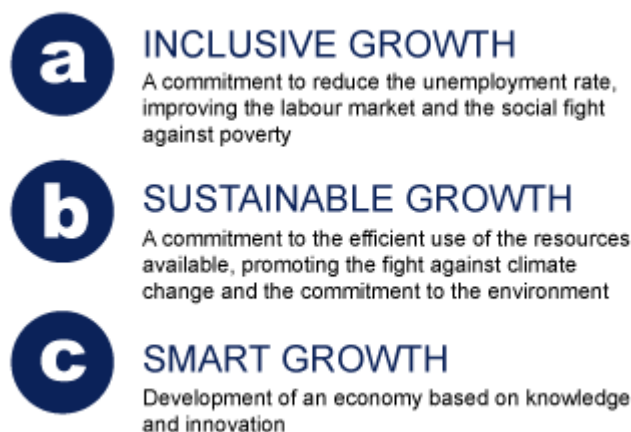 a
INCLUSIVE GROWTH
A commitment to reduce the unemployment rate,
improving the labour market and the social fight
against poverty
b
SUSTAINABLE GROWTH
A commitment to the efficient use of the resources
available, promoting the fight against climate
change and the commitment to the environment
c
SMART GROWTH
Development of an economy based on knowledge
and innovation